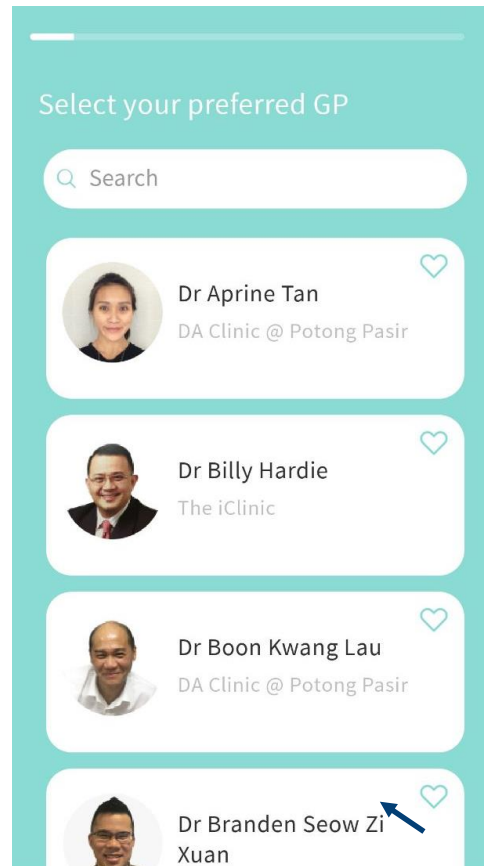 Select your preferred GP
Search
Dr Aprine Tan
DA Clinic @ Potong Pasir
Dr Billy Hardie
The iClinic
Dr Boon Kwang Lau
DA Clinic @ Potong Pasir
Dr Branden Seow Zi
Xuan